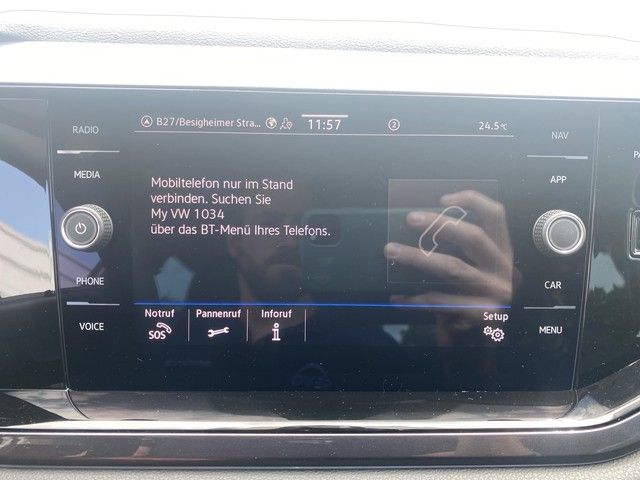 RADIO
MEDIA
PHONE
VOICE
B27/Besigheimer Stra...
11:57
2
24.5°C
Mobiltelefon nur im Stand
verbinden. Suchen Sie
My VW 1034
über das BT-Menü Ihres Telefons.
Notruf
SOS
Pannenruf
Inforuf
Setup
NAV
APP
CAR
MENU